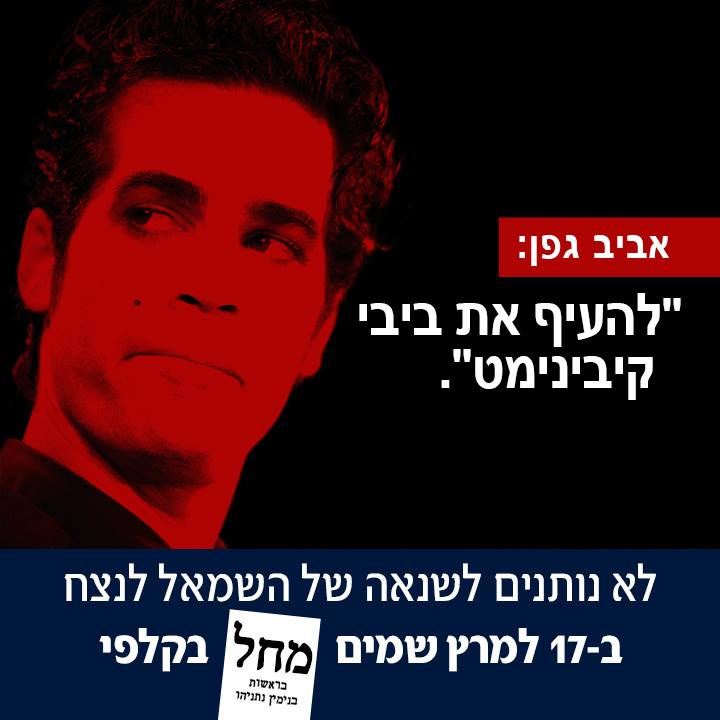 אביב גפן:
"להעיף את ביבי
קיבינימט".
לא נותנים לשנאה של השמאל לנצח
ב-17 למרץ שמים מחל בקלפי
בראשות
בנימין נתניהו